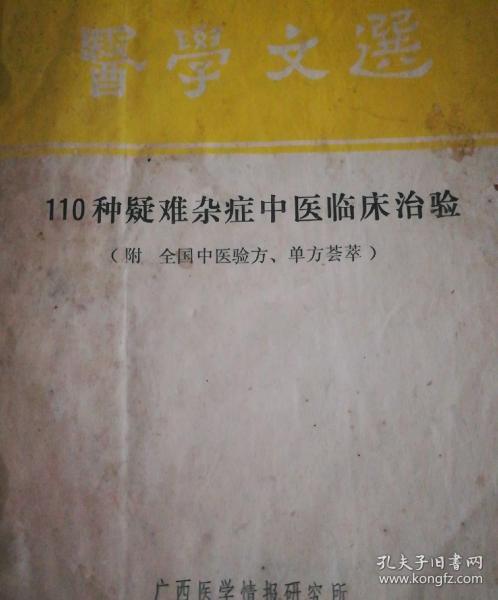 醫學文選
110种疑难杂症中医临床治验
（附 全国中医验方、单方荟萃）
广西医学情报研究所
孔夫子旧书网
www.kongfz.com